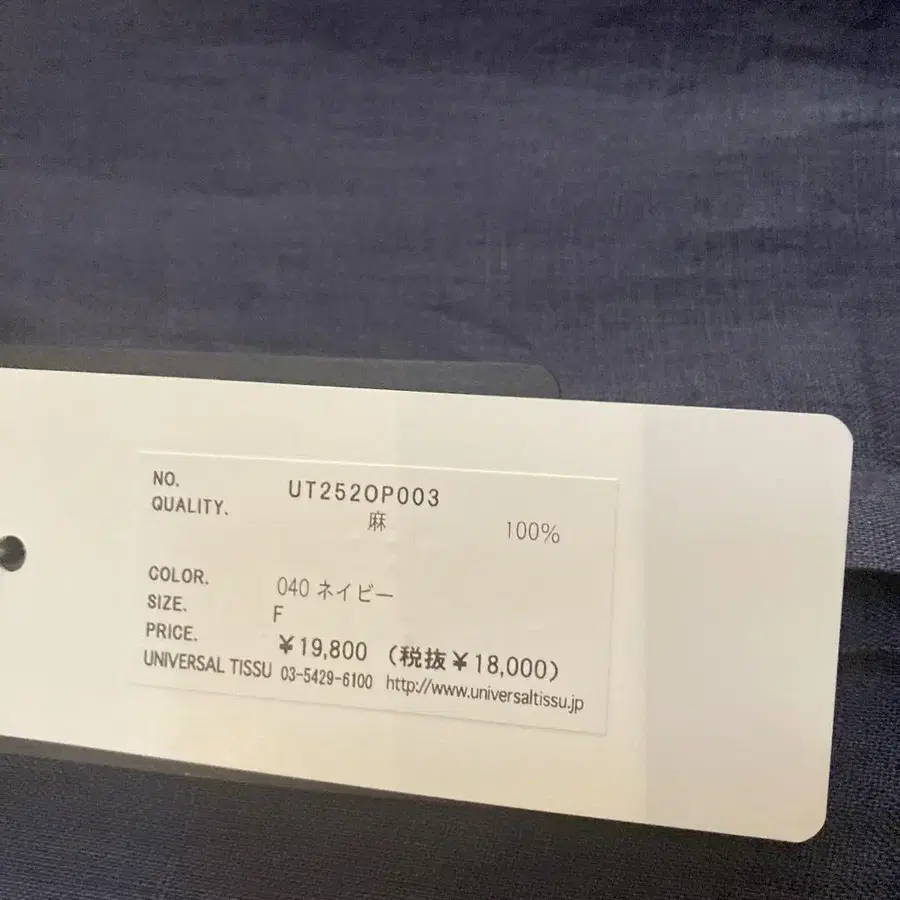 NO. UT252OP003
QUALITY. 麻 100%
COLOR. 040 ネイビー
SIZE. F
PRICE. ¥19,800 (税抜¥18,000)
UNIVERSAL TISSU 03-5429-6100 http://www.universaltissu.jp